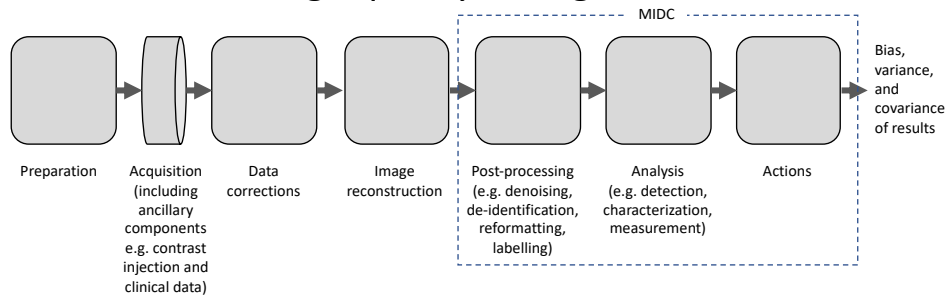 MIDC
Preparation
Acquisition
(including
ancillary
components
e.g. contrast
injection and
clinical data)
Data
corrections
Image
reconstruction
Post-processing
(e.g. denoising,
de-identification,
reformatting,
labelling)
Analysis
(e.g. detection,
characterization,
measurement)
Actions
Bias,
variance,
and
covariance
of results